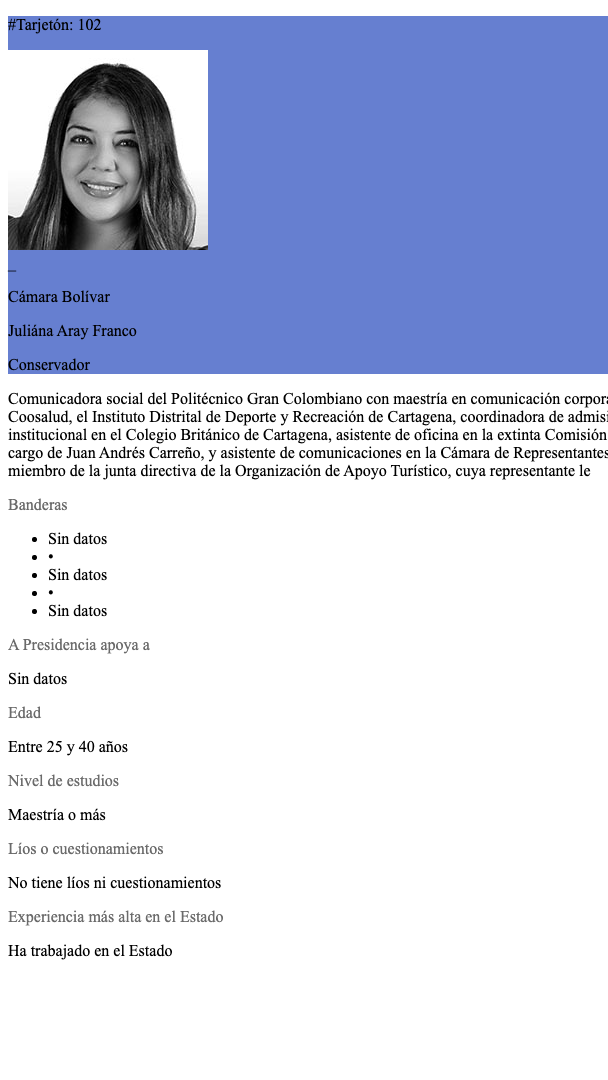 #Tarjetón: 102
_
Cámara Bolívar
Juliána Aray Franco
Conservador
Comunicadora social del Politécnico Gran Colombiano con maestría en comunicación
Coosalud, el Instituto Distrital de Deporte y Recreación de Cartagena, coordinadora de
institucional en el Colegio Británico de Cartagena, asistente de oficina en la extinta Comisión
cargo de Juan Andrés Carreño, y asistente de comunicaciones en la Cámara de Representantes
miembro de la junta directiva de la Organización de Apoyo Turístico, cuya representante le
Banderas
• Sin datos
• •
• Sin datos
• •
• Sin datos
A Presidencia apoya a
Sin datos
Edad
Entre 25 y 40 años
Nivel de estudios
Maestría o más
Líos o cuestionamientos
No tiene líos ni cuestionamientos
Experiencia más alta en el Estado
Ha trabajado en el Estado